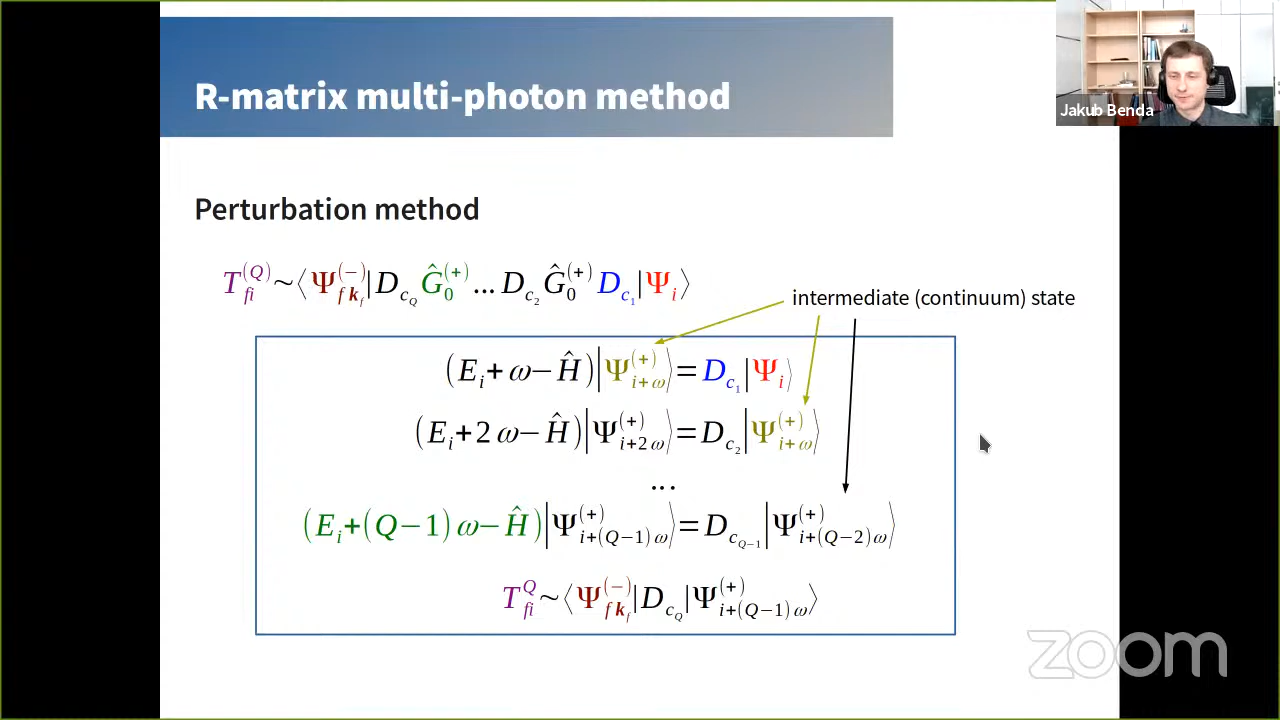 R-matrix multi-photon method
Jakub Benda
Perturbation method
T_{fi}^{(Q)} ~ ⟨Ψ_{f k_f}^{(−)}|D_{c_Q} Ĝ_0^{(+)} ... D_{c_2} Ĝ_0^{(+)} D_{c_1}|Ψ_i⟩
intermediate (continuum) state
(E_i + ω − Ĥ)|Ψ_{i+ω}^{(+)}⟩ = D_{c_1}|Ψ_i⟩
(E_i + 2 ω − Ĥ)|Ψ_{i+2 ω}^{(+)}⟩ = D_{c_2}|Ψ_{i+ω}^{(+)}⟩
...
(E_i + (Q−1) ω − Ĥ)|Ψ_{i+(Q−1) ω}^{(+)}⟩ = D_{c_{Q−1}}|Ψ_{i+(Q−2) ω}^{(+)}⟩
T_{fi}^{Q} ~ ⟨Ψ_{f k_f}^{(−)}|D_{c_Q}|Ψ_{i+(Q−1) ω}^{(+)}⟩
zoom